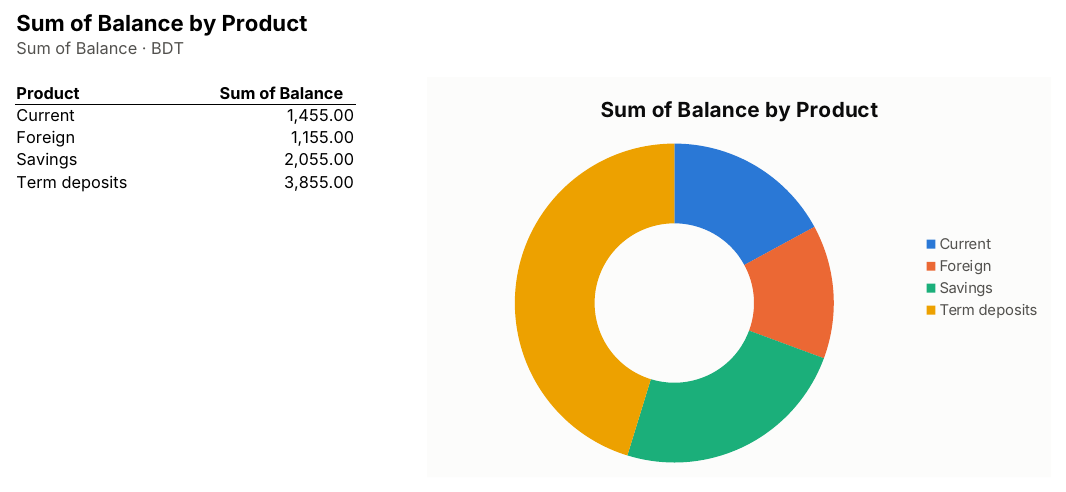 Sum of Balance by Product
Sum of Balance · BDT
Product Sum of Balance
Current 1,455.00
Foreign 1,155.00
Savings 2,055.00
Term deposits 3,855.00
Sum of Balance by Product
Current
Foreign
Savings
Term deposits